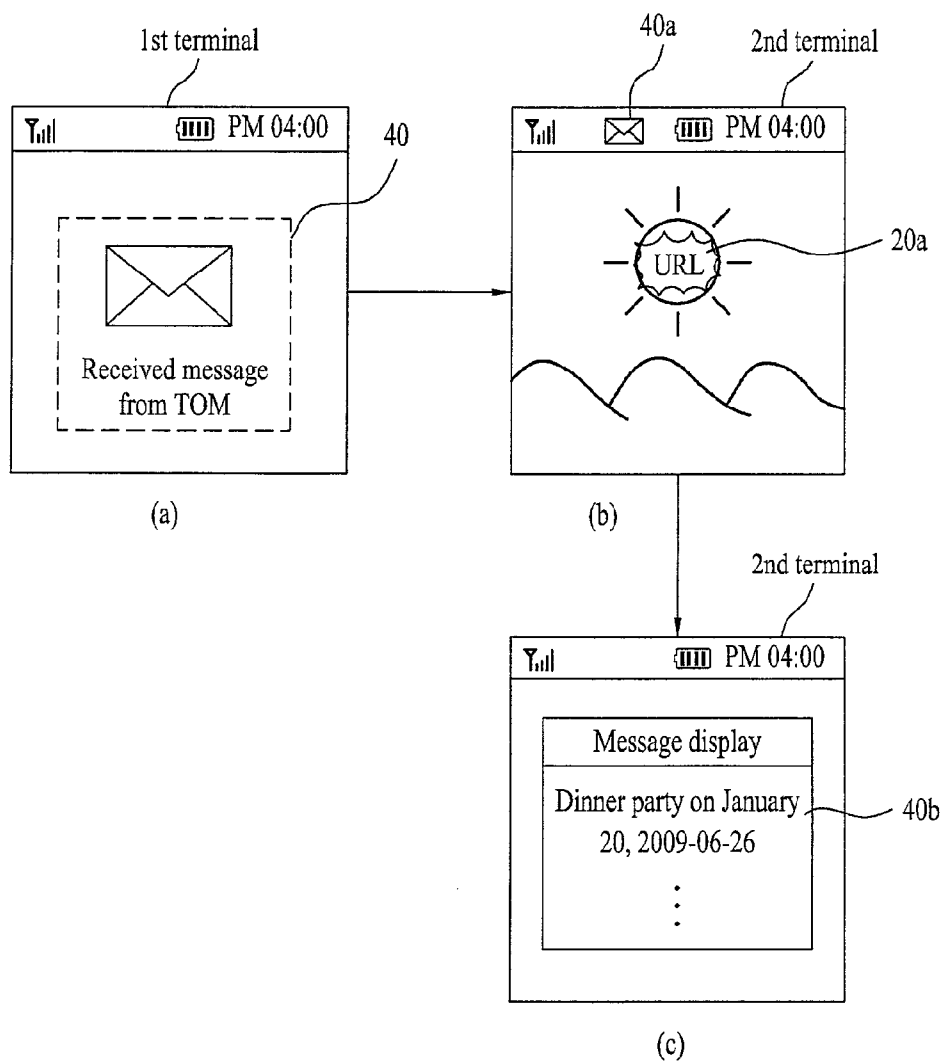 1st terminal
PM 04:00
40
Received message
from TOM
(a)
40a
2nd terminal
PM 04:00
URL
20a
(b)
2nd terminal
PM 04:00
Message display
Dinner party on January
20, 2009-06-26
40b
(c)